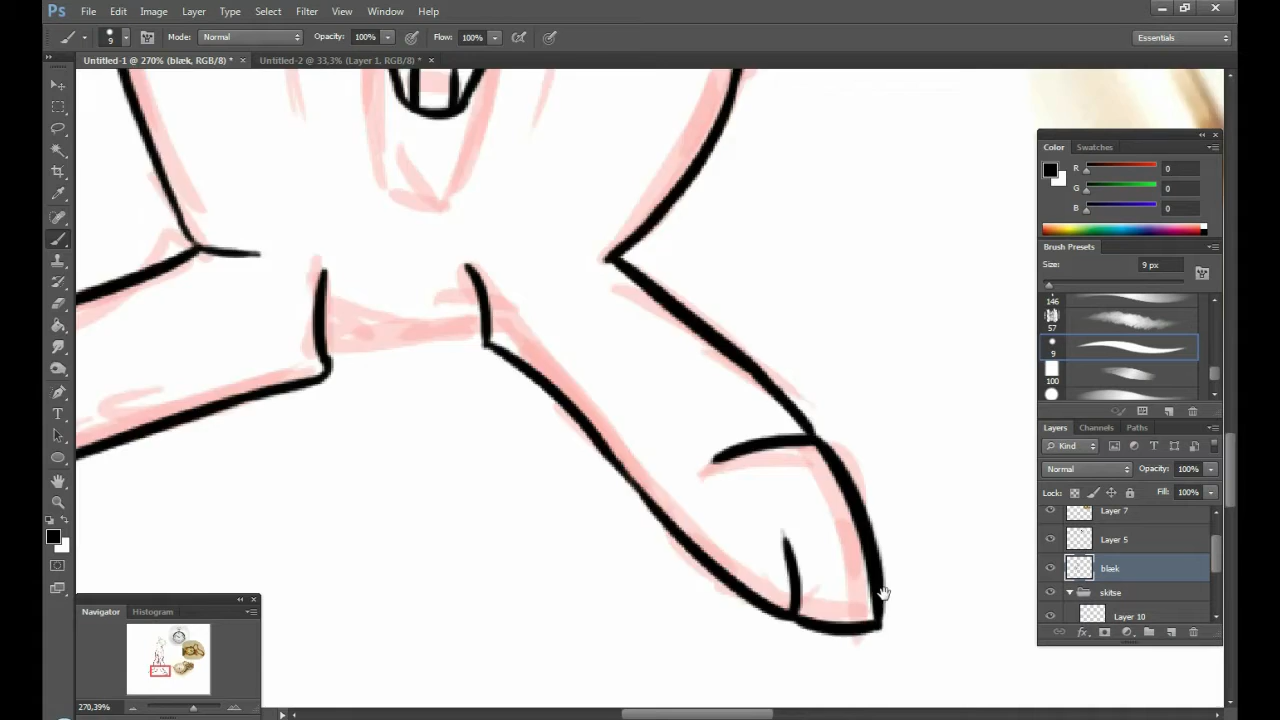 Ps File Edit Image Layer Type Select Filter View Window Help
9 Mode: Normal Opacity: 100% Flow: 100% Essentials
Untitled-1 @ 270% (blæk, RGB/8) * × Untitled-2 @ 33,3% (Layer 1, RGB/8) * ×
Color Swatches
R 0
G 0
B 0
Brush Presets
Size: 9 px
146
57
9
100
Layers Channels Paths
Kind
Normal Opacity: 100%
Lock: Fill: 100%
Layer 7
Layer 5
blæk
skitse
Layer 10
Navigator Histogram
270,39%